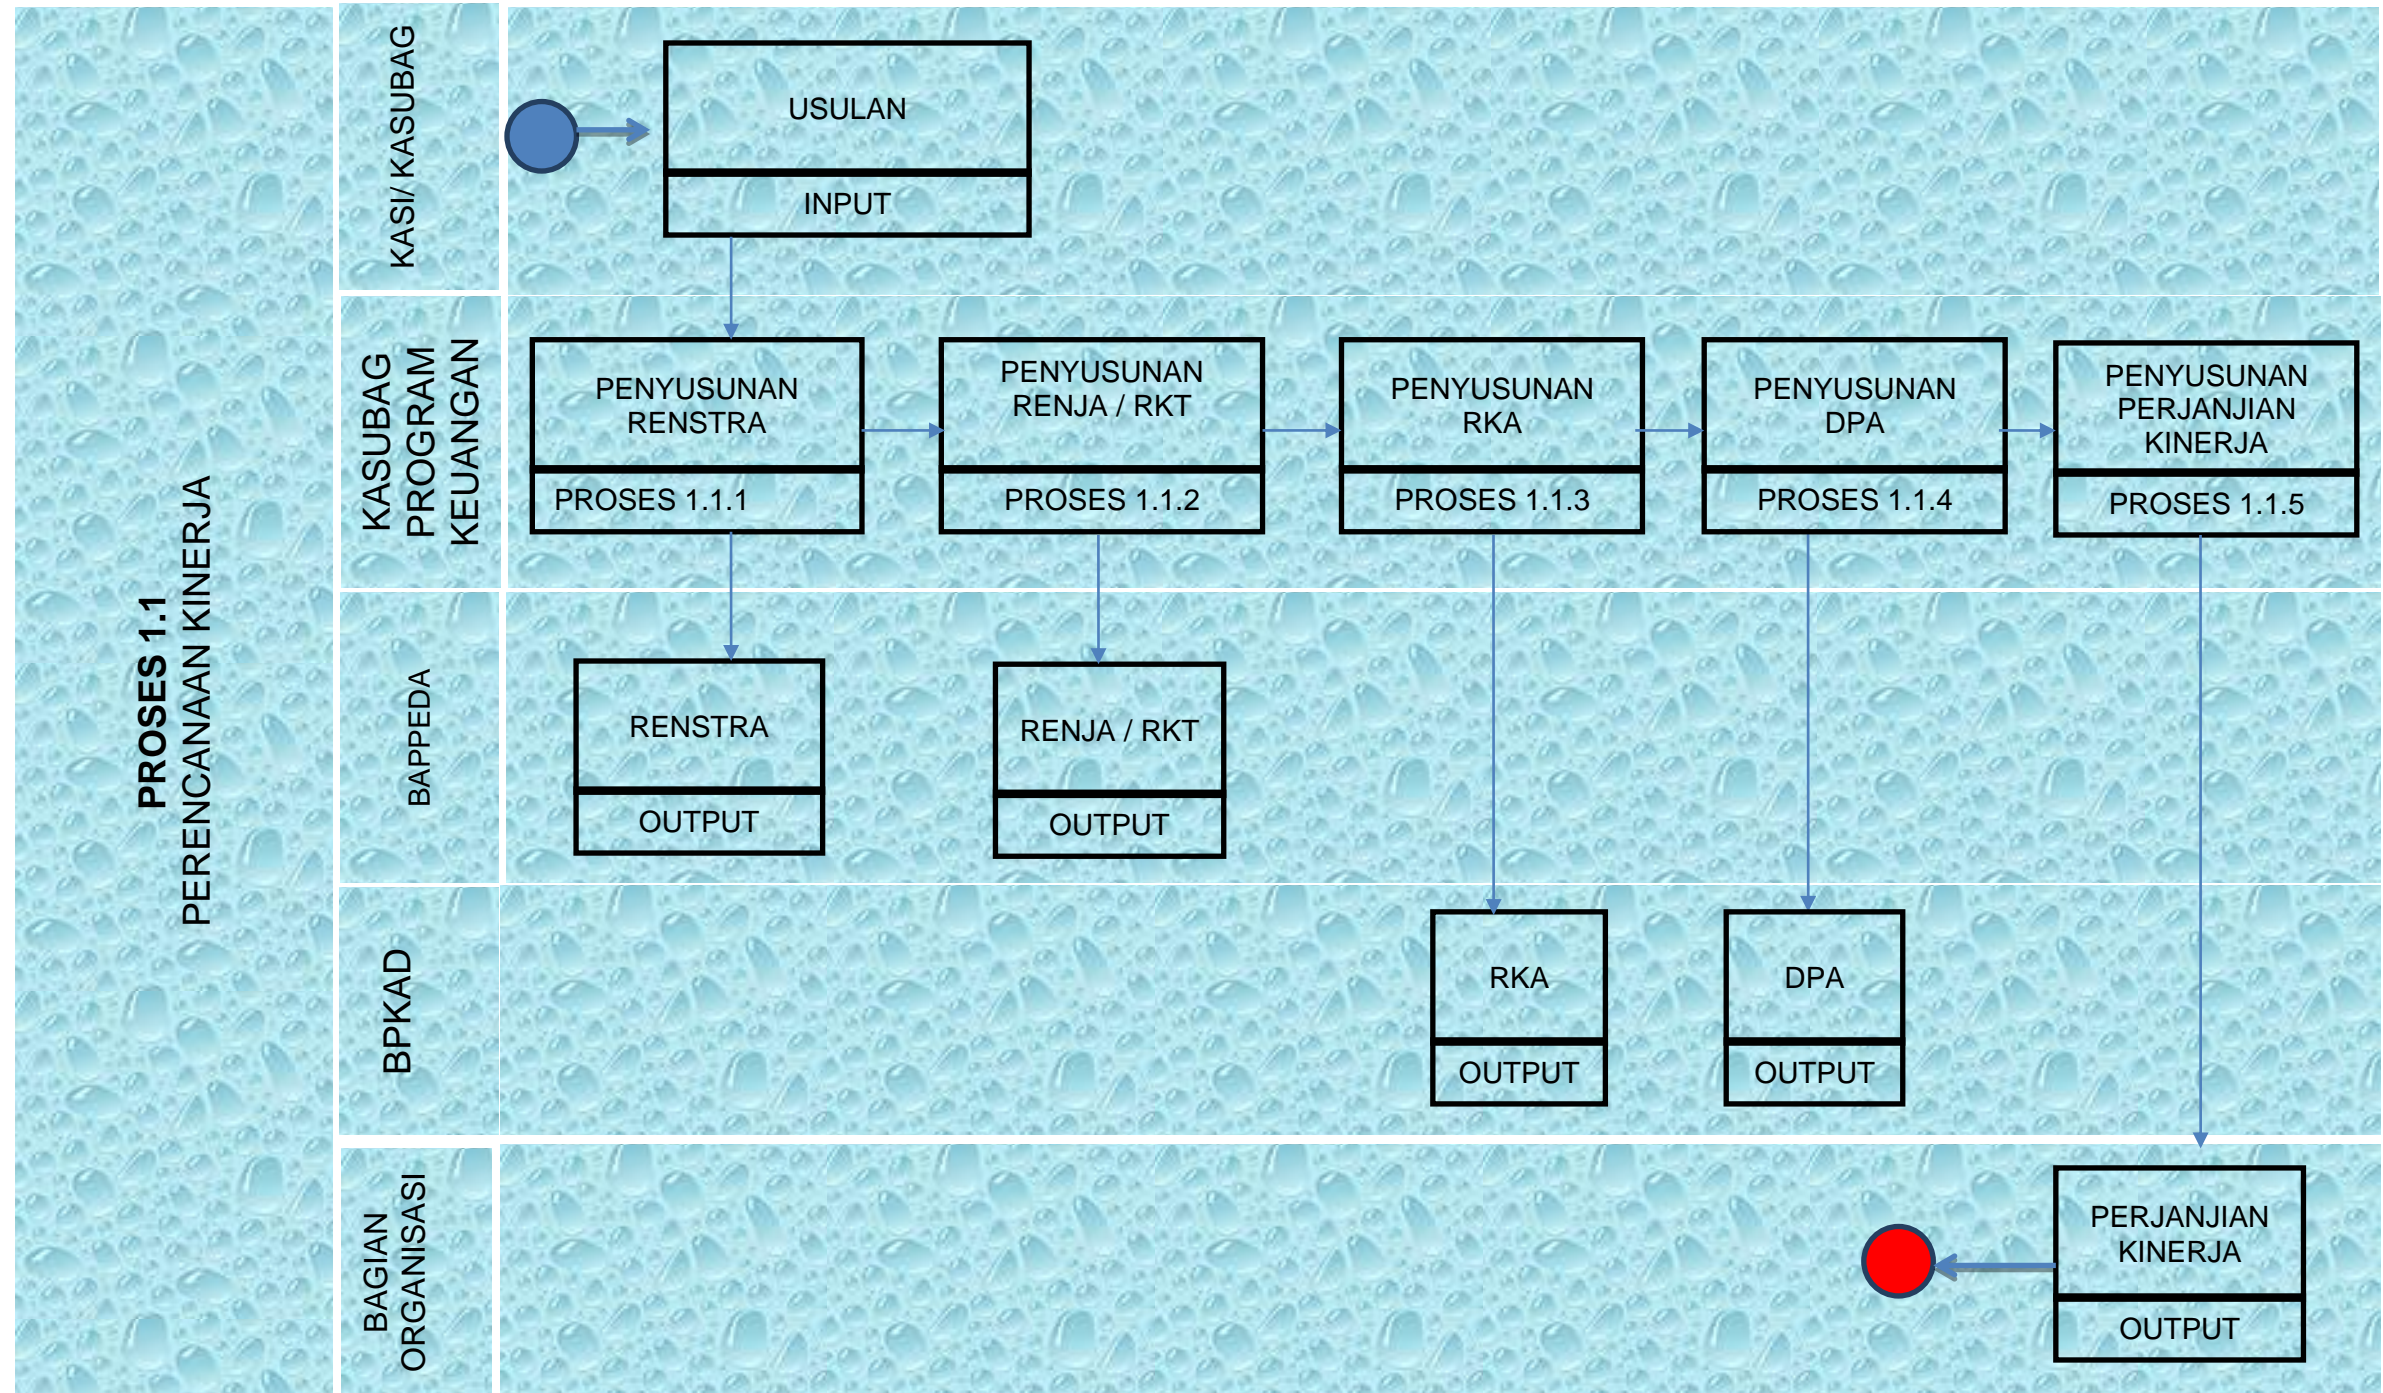 PROSES 1.1
PERENCANAAN KINERJA
KASI/ KASUBAG
USULAN
INPUT
KASUBAG
PROGRAM
KEUANGAN
PENYUSUNAN
RENSTRA
PROSES 1.1.1
PENYUSUNAN
RENJA / RKT
PROSES 1.1.2
PENYUSUNAN
RKA
PROSES 1.1.3
PENYUSUNAN
DPA
PROSES 1.1.4
PENYUSUNAN
PERJANJIAN
KINERJA
PROSES 1.1.5
BAPPEDA
RENSTRA
OUTPUT
RENJA / RKT
OUTPUT
BPKAD
RKA
OUTPUT
DPA
OUTPUT
BAGIAN
ORGANISASI
PERJANJIAN
KINERJA
OUTPUT